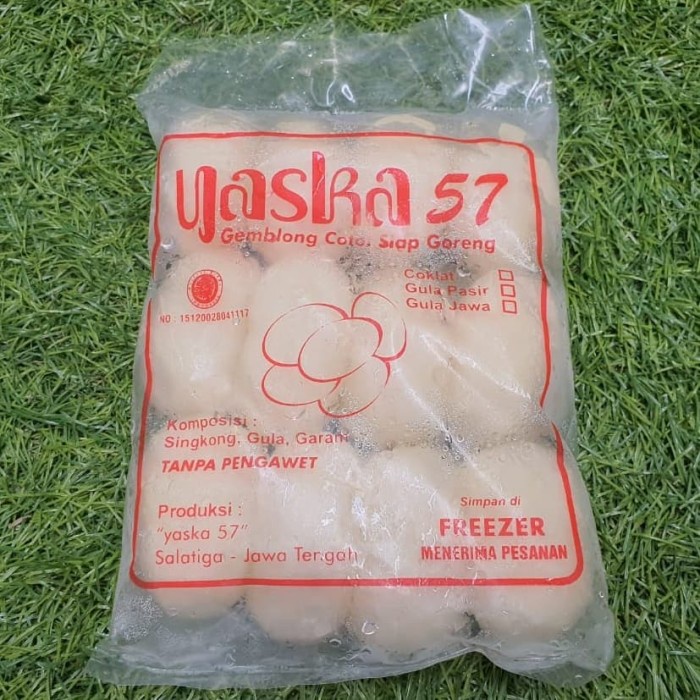 yaska 57
Gemblong Cotot Siap Goreng
Coklat
Gula Pasir
Gula Jawa
NO : 15120028041117
Komposisi :
Singkong, Gula, Garam
TANPA PENGAWET
Produksi :
"yaska 57"
Salatiga - Jawa Tengah
Simpan di
FREEZER
MENERIMA PESANAN